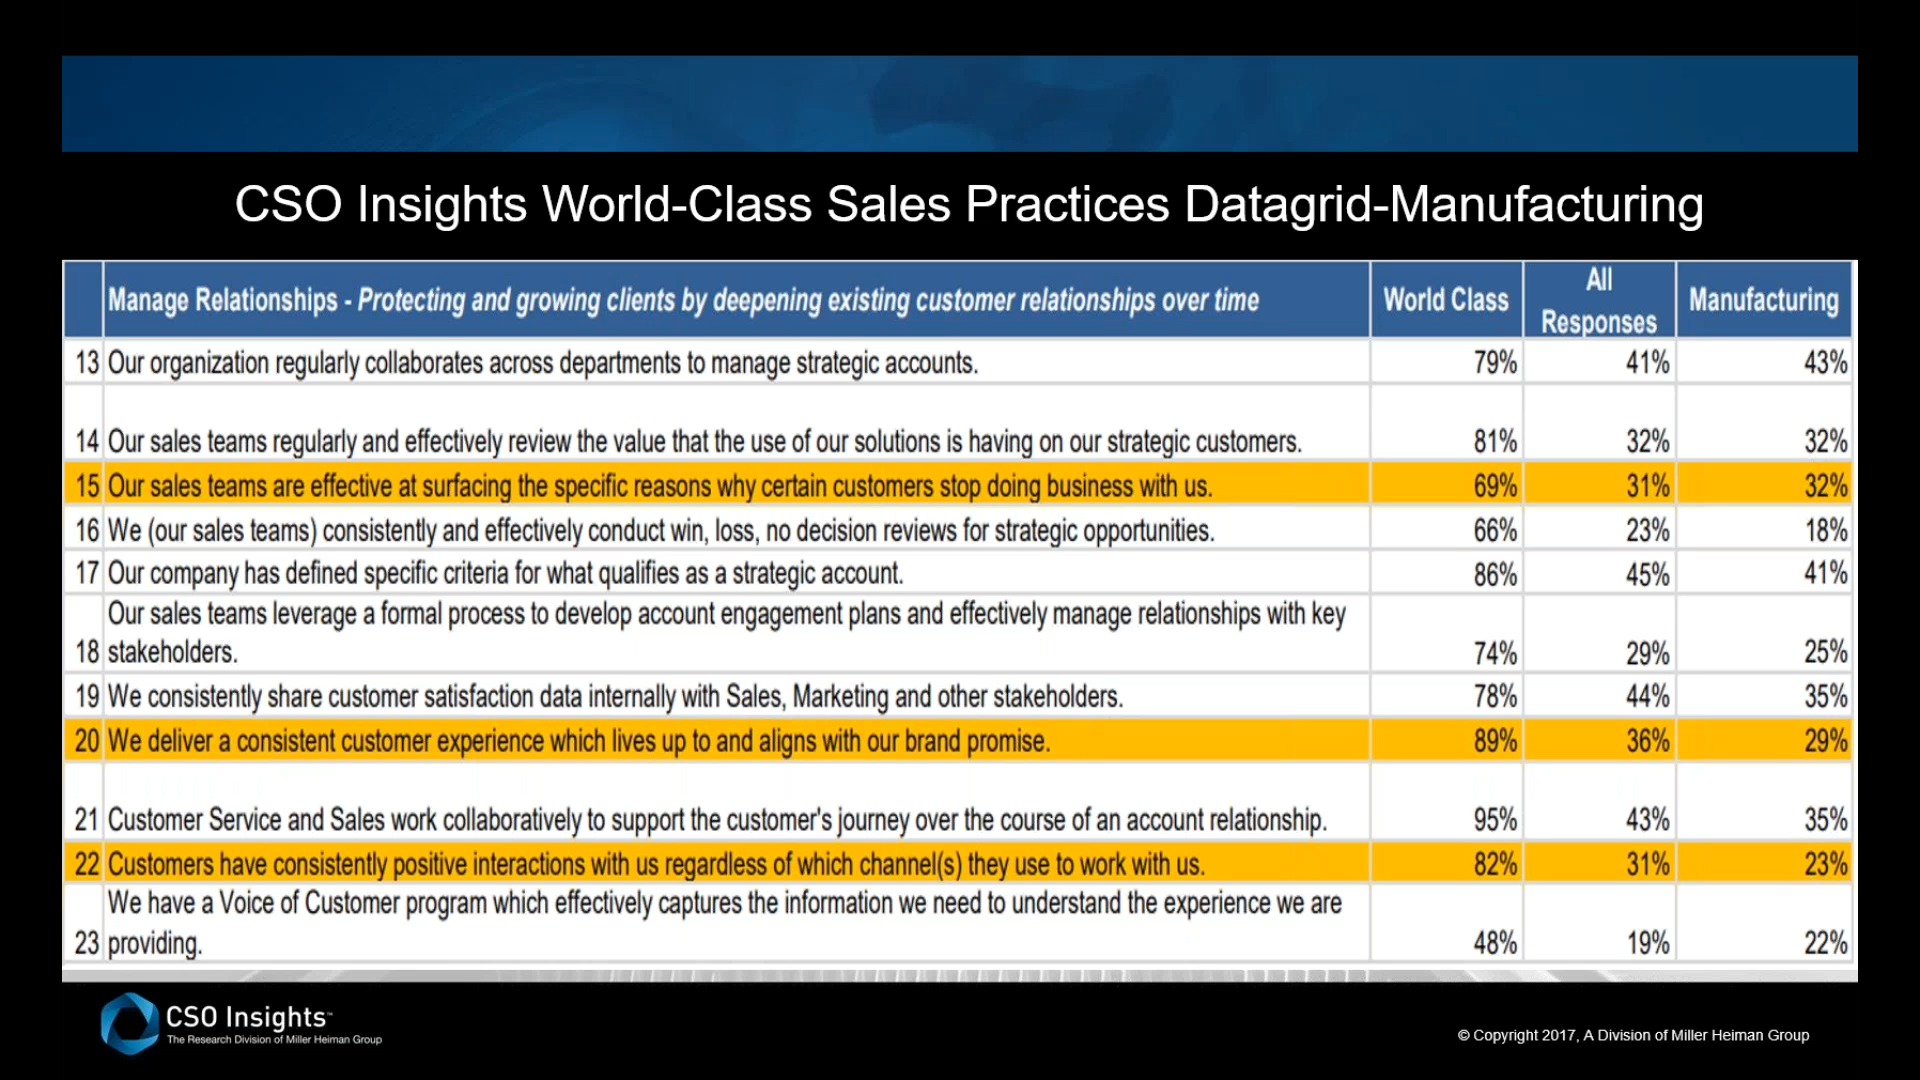 CSO Insights World-Class Sales Practices Datagrid-Manufacturing
Manage Relationships - Protecting and growing clients by deepening existing customer relationships over time World Class All Responses Manufacturing
13 Our organization regularly collaborates across departments to manage strategic accounts. 79% 41% 43%
14 Our sales teams regularly and effectively review the value that the use of our solutions is having on our strategic customers. 81% 32% 32%
15 Our sales teams are effective at surfacing the specific reasons why certain customers stop doing business with us. 69% 31% 32%
16 We (our sales teams) consistently and effectively conduct win, loss, no decision reviews for strategic opportunities. 66% 23% 18%
17 Our company has defined specific criteria for what qualifies as a strategic account. 86% 45% 41%
Our sales teams leverage a formal process to develop account engagement plans and effectively manage relationships with key
18 stakeholders. 74% 29% 25%
19 We consistently share customer satisfaction data internally with Sales, Marketing and other stakeholders. 78% 44% 35%
20 We deliver a consistent customer experience which lives up to and aligns with our brand promise. 89% 36% 29%
21 Customer Service and Sales work collaboratively to support the customer's journey over the course of an account relationship. 95% 43% 35%
22 Customers have consistently positive interactions with us regardless of which channel(s) they use to work with us. 82% 31% 23%
We have a Voice of Customer program which effectively captures the information we need to understand the experience we are
23 providing. 48% 19% 22%
CSO Insights™
The Research Division of Miller Heiman Group
© Copyright 2017, A Division of Miller Heiman Group